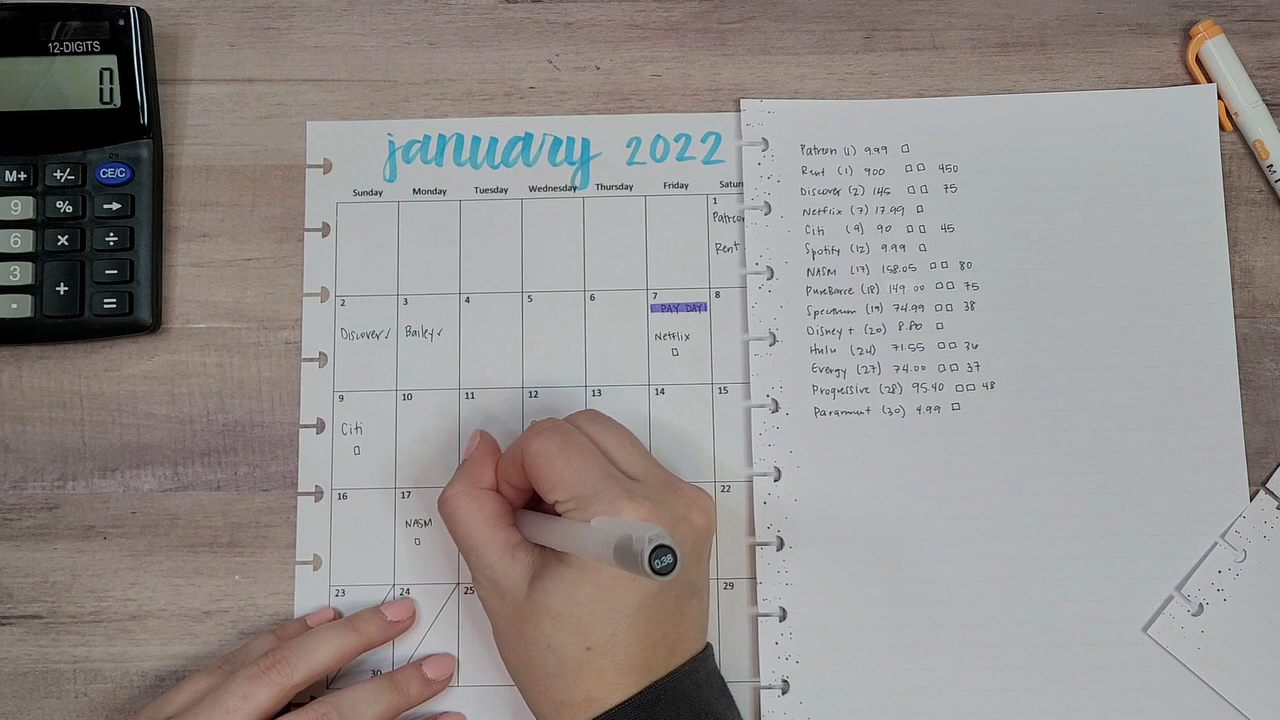 12-DIGITS
0.
M+
+/-
ON
CE/C
9
%
→
6
×
÷
3
+
-
.
=
january 2022
Sunday Monday Tuesday Wednesday Thursday Friday Satur
1
Patreon
Rent
2 3 4 5 6 7 8
PAY DAY
Discover✓ Bailey✓ Netflix
9 10 11 12 13 14 15
Citi
16 17 22
NASM
23 24 25 29
30
0.38
Patreon (1) 9.99 □
Rent (1) 900 □□ 450
Discover (2) 145 □□ 75
Netflix (7) 17.99 □
Citi (9) 90 □□ 45
Spotify (12) 9.99 □
NASM (17) 158.05 □□ 80
PureBarre (18) 149.00 □□ 75
Spectrum (19) 74.99 □□ 38
Disney + (20) 8.80 □
Hulu (24) 71.55 □□ 36
Evergy (27) 74.00 □□ 37
Progressive (28) 95.40 □□ 48
Paramount (30) 4.99 □